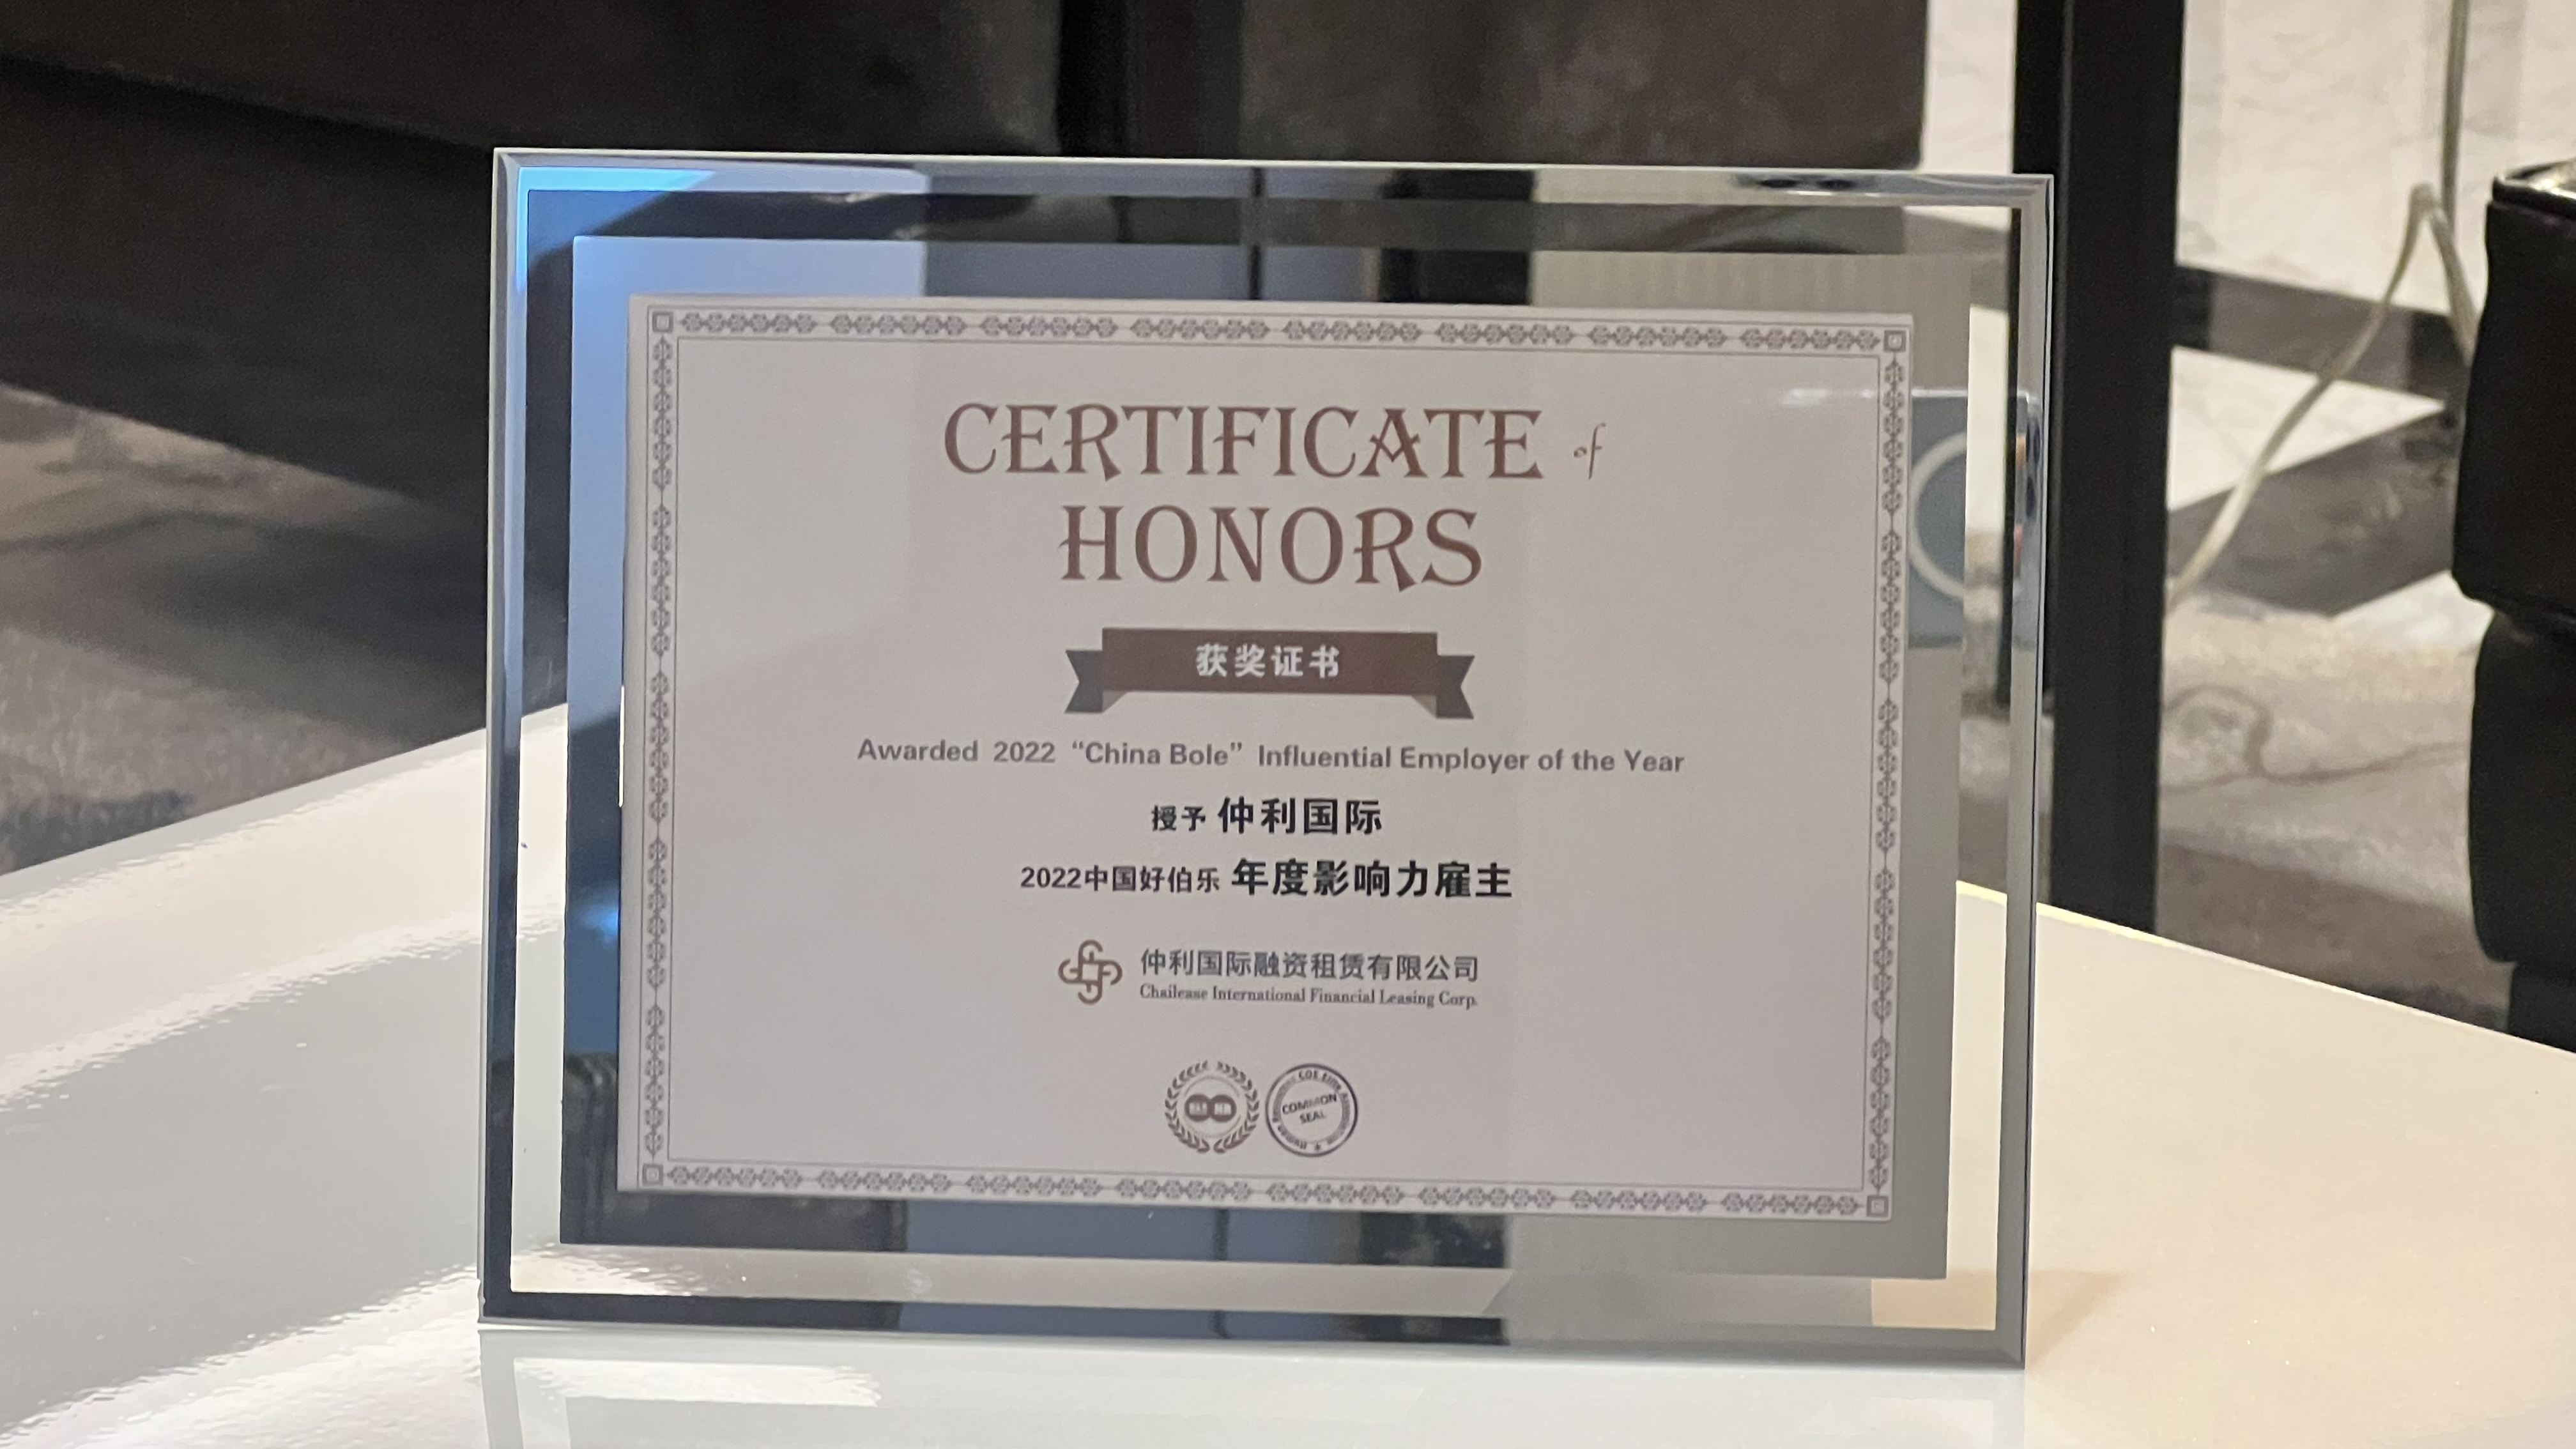 CERTIFICATE of
HONORS
获奖证书
Awarded 2022 “China Bole” Influential Employer of the Year
授予 仲利国际
2022中国好伯乐 年度影响力雇主
仲利国际融资租赁有限公司
Chailease International Financial Leasing Corp.
COMMON
SEAL